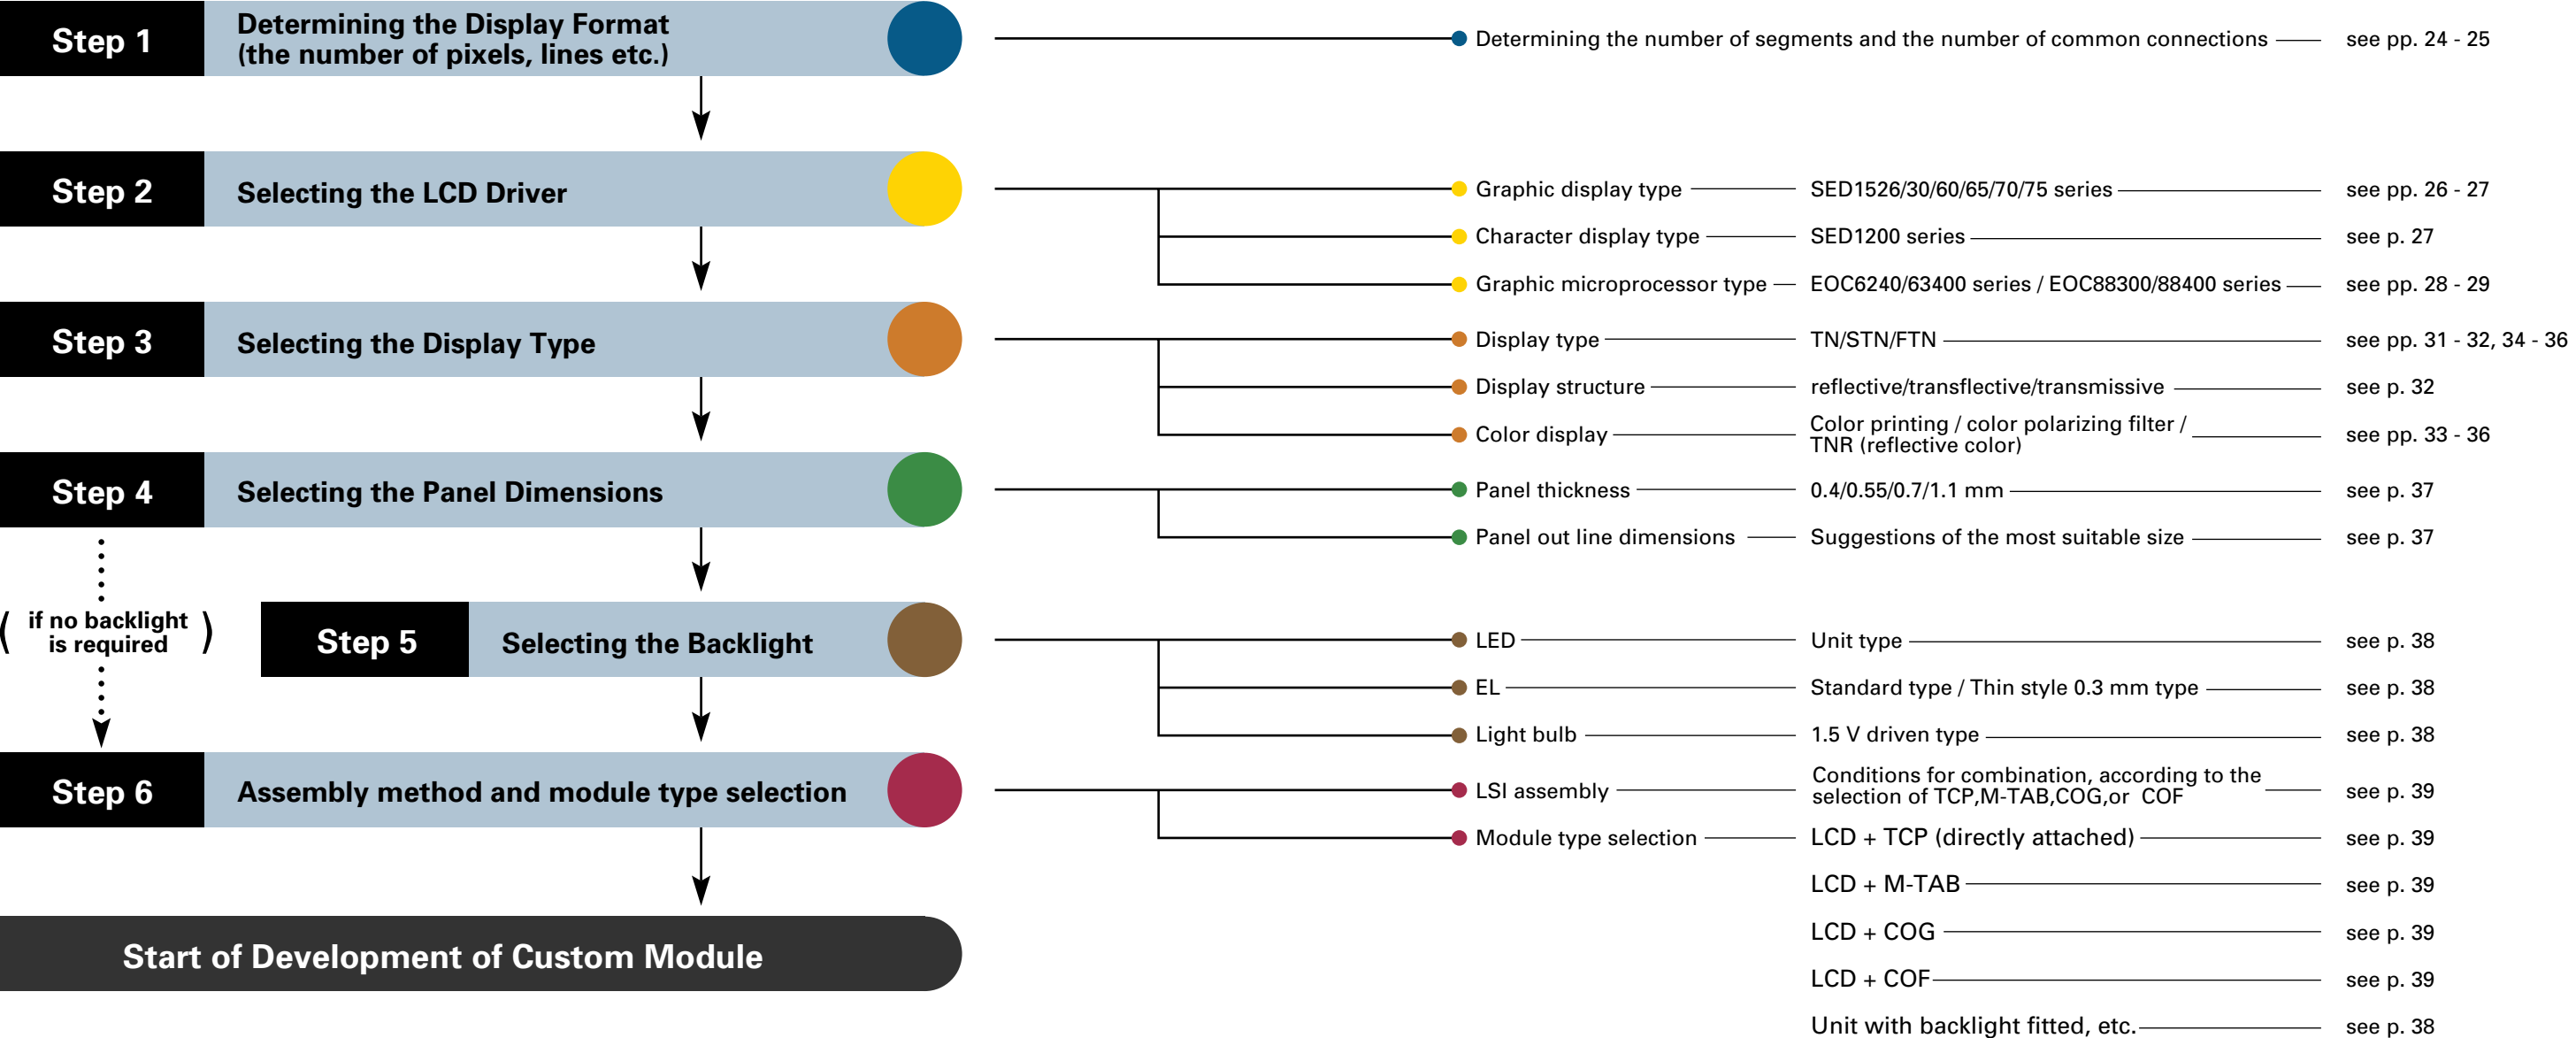 Step 1
Determining the Display Format
(the number of pixels, lines etc.)
Determining the number of segments and the number of common connections
see pp. 24 - 25
Step 2
Selecting the LCD Driver
Graphic display type
SED1526/30/60/65/70/75 series
see pp. 26 - 27
Character display type
SED1200 series
see p. 27
Graphic microprocessor type
EOC6240/63400 series / EOC88300/88400 series
see pp. 28 - 29
Step 3
Selecting the Display Type
Display type
TN/STN/FTN
see pp. 31 - 32, 34 - 36
Display structure
reflective/transflective/transmissive
see p. 32
Color display
Color printing / color polarizing filter /
TNR (reflective color)
see pp. 33 - 36
Step 4
Selecting the Panel Dimensions
Panel thickness
0.4/0.55/0.7/1.1 mm
see p. 37
Panel out line dimensions
Suggestions of the most suitable size
see p. 37
( if no backlight
is required )
Step 5
Selecting the Backlight
LED
Unit type
see p. 38
EL
Standard type / Thin style 0.3 mm type
see p. 38
Light bulb
1.5 V driven type
see p. 38
Step 6
Assembly method and module type selection
LSI assembly
Conditions for combination, according to the
selection of TCP,M-TAB,COG,or COF
see p. 39
Module type selection
LCD + TCP (directly attached)
see p. 39
LCD + M-TAB
see p. 39
LCD + COG
see p. 39
LCD + COF
see p. 39
Unit with backlight fitted, etc.
see p. 38
Start of Development of Custom Module